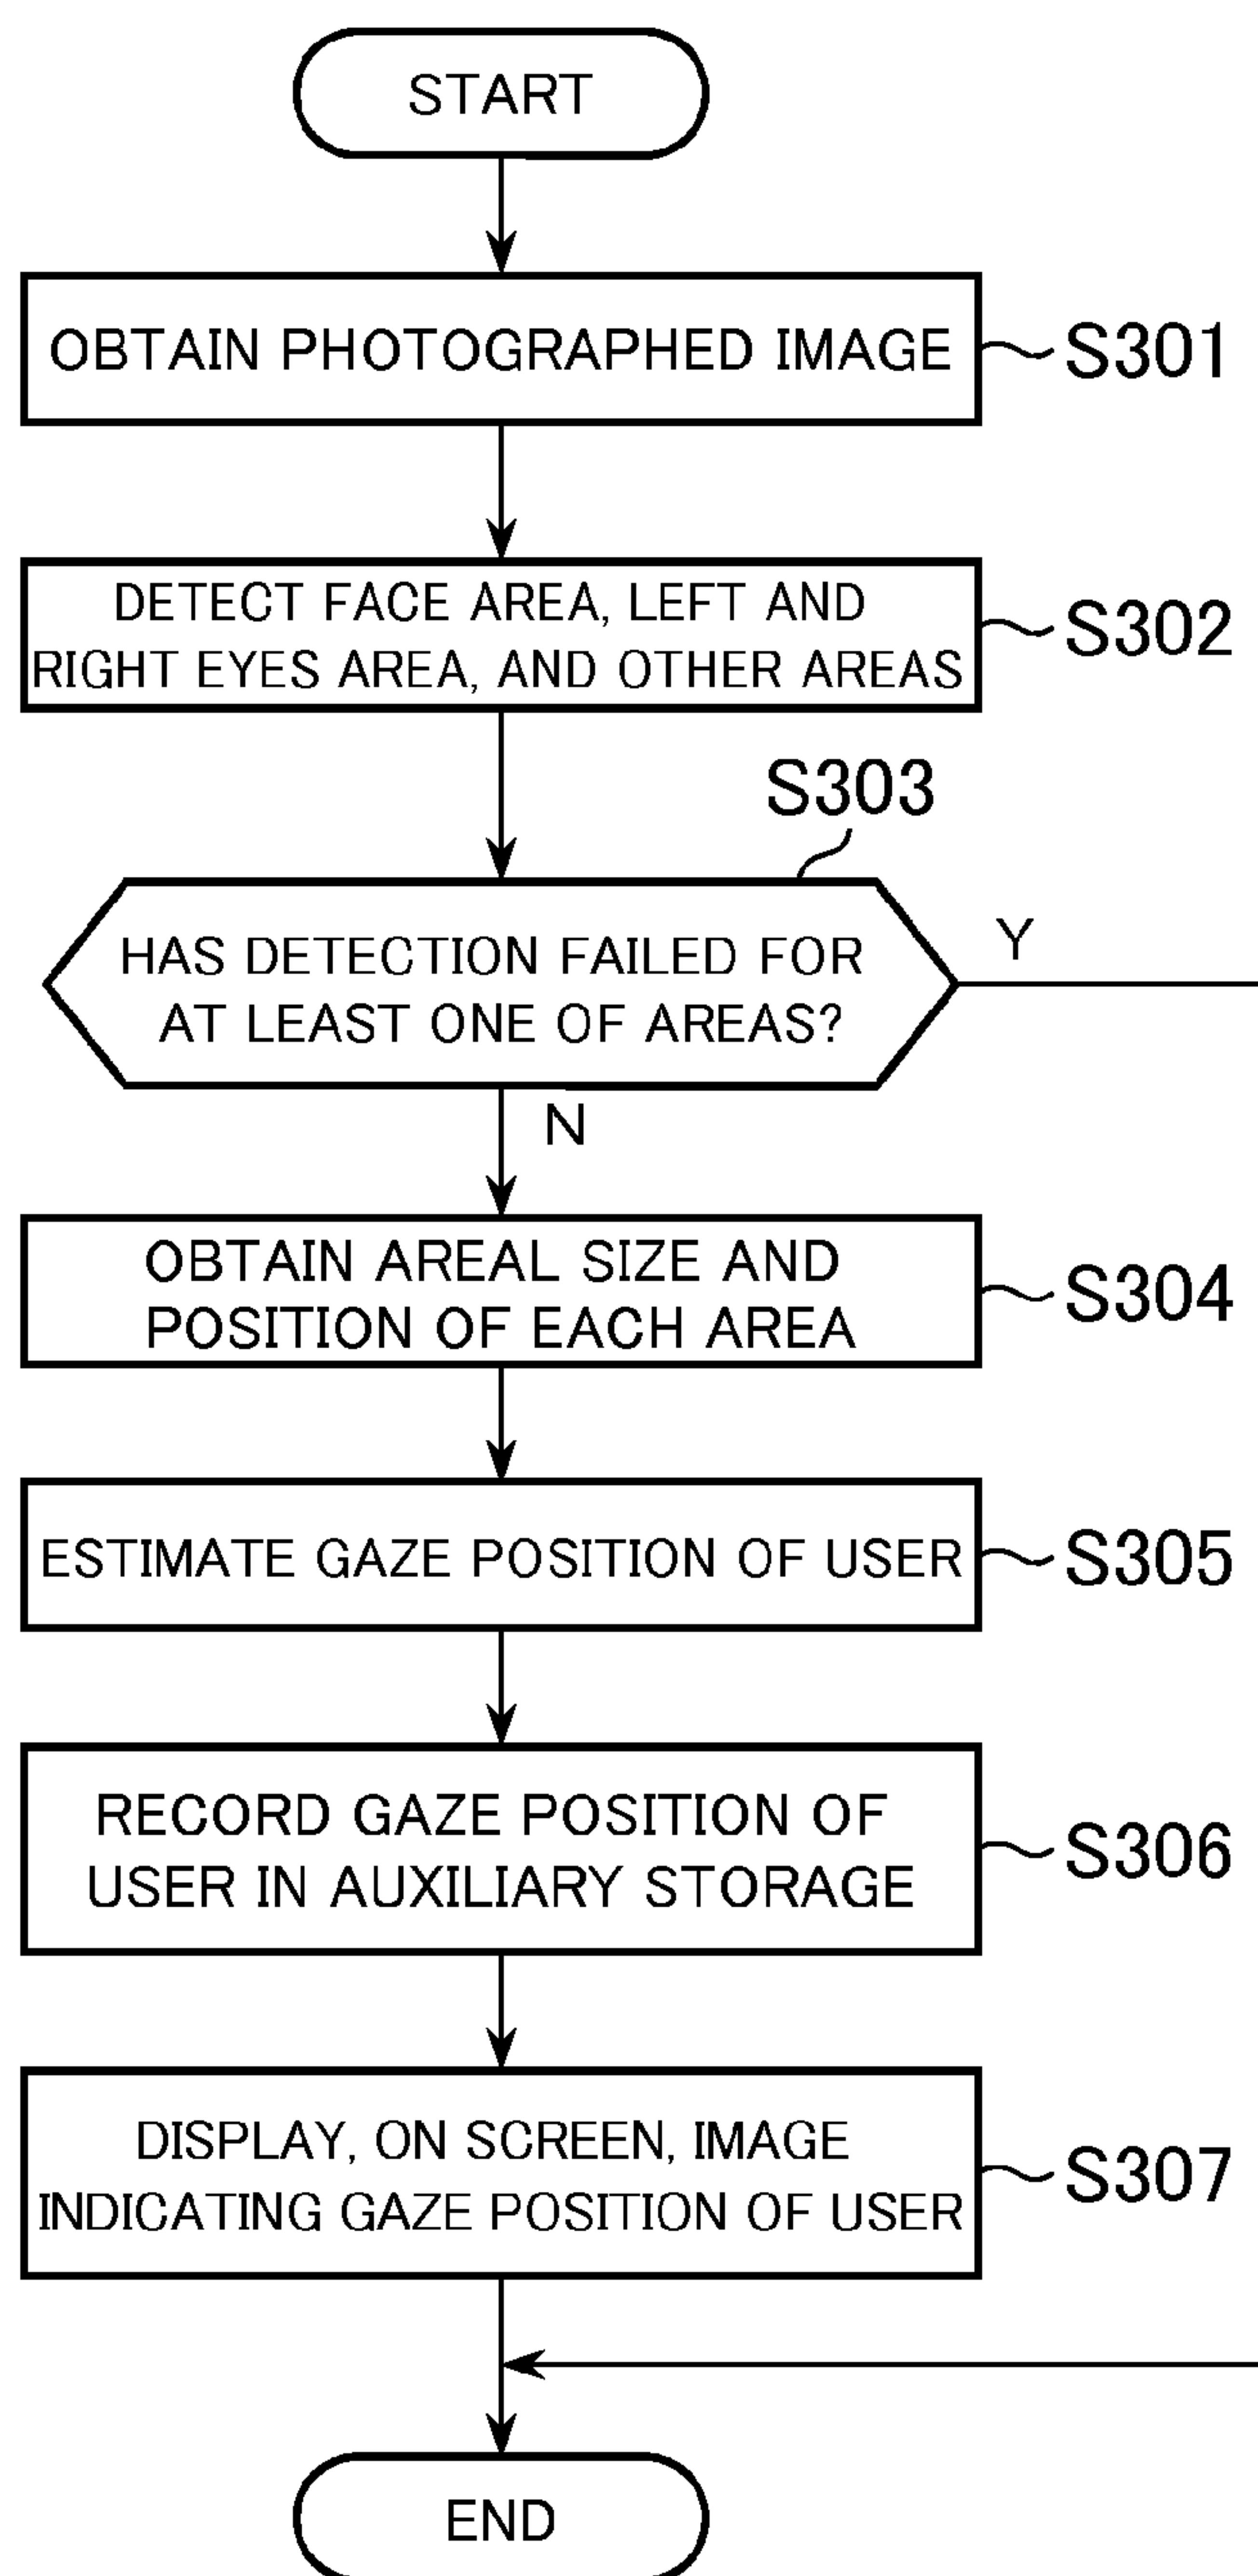 START
OBTAIN PHOTOGRAPHED IMAGE
S301
DETECT FACE AREA, LEFT AND
RIGHT EYES AREA, AND OTHER AREAS
S302
S303
HAS DETECTION FAILED FOR
AT LEAST ONE OF AREAS?
Y
N
OBTAIN AREAL SIZE AND
POSITION OF EACH AREA
S304
ESTIMATE GAZE POSITION OF USER
S305
RECORD GAZE POSITION OF
USER IN AUXILIARY STORAGE
S306
DISPLAY, ON SCREEN, IMAGE
INDICATING GAZE POSITION OF USER
S307
END